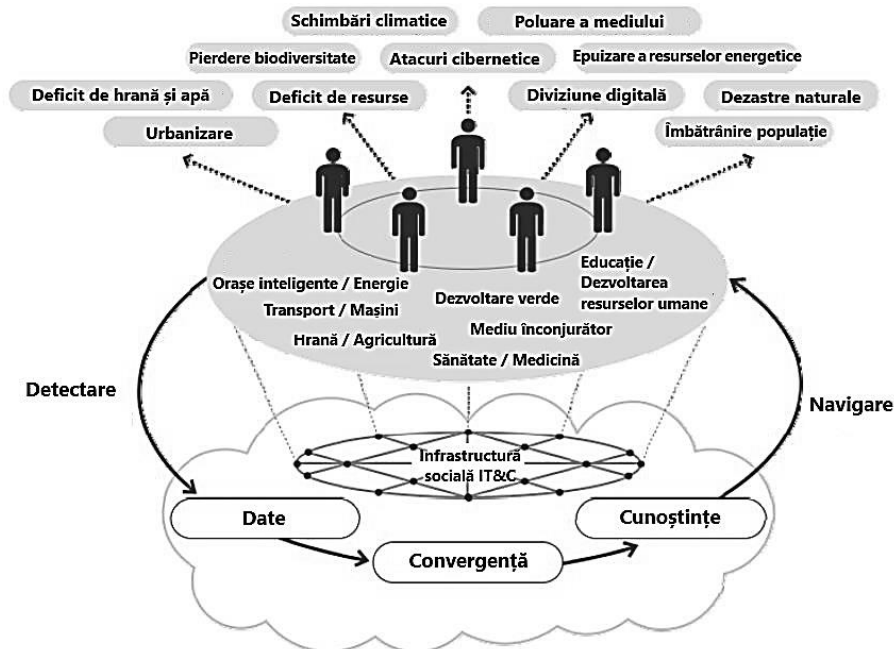 Schimbări climatice
Poluare a mediului
Pierdere biodiversitate
Atacuri cibernetice
Epuizare a resurselor energetice
Deficit de hrană și apă
Deficit de resurse
Diviziune digitală
Dezastre naturale
Urbanizare
Îmbătrânire populație
Orașe inteligente / Energie
Transport / Mașini
Hrană / Agricultură
Dezvoltare verde
Mediu înconjurător
Sănătate / Medicină
Educație /
Dezvoltarea
resurselor umane
Detectare
Navigare
Infrastructură
socială IT&C
Date
Convergență
Cunoștințe